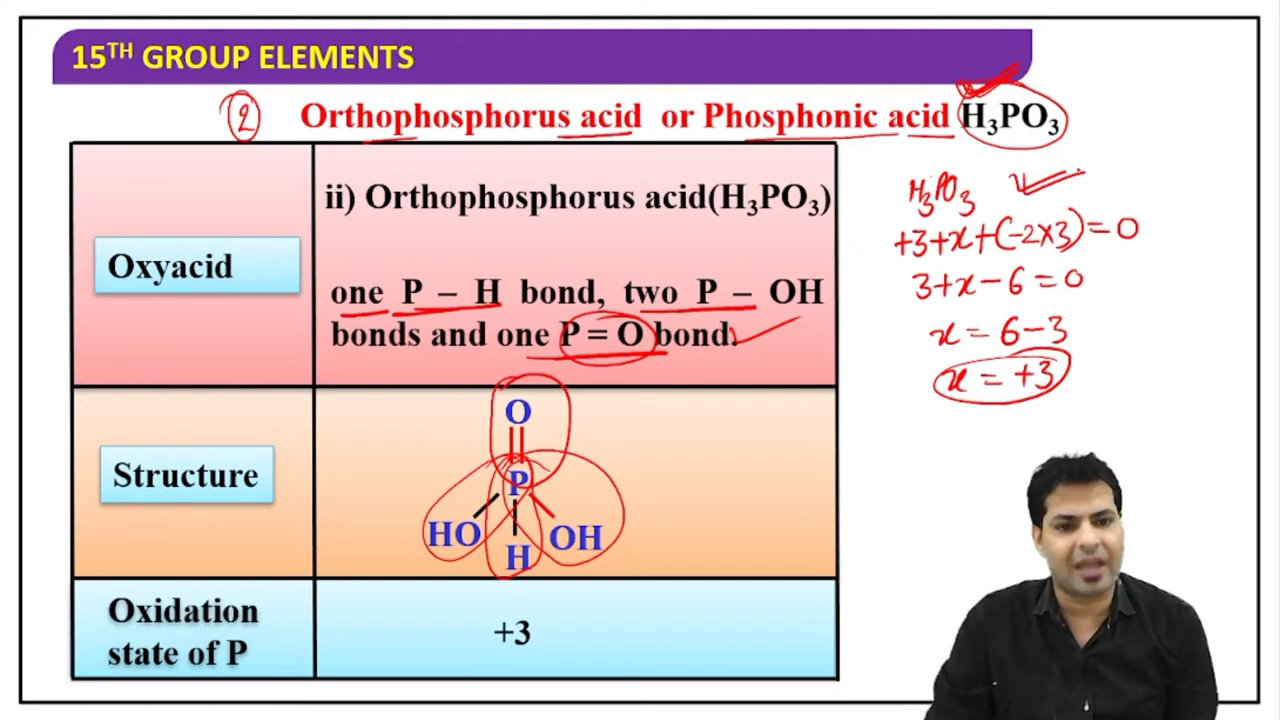 15TH GROUP ELEMENTS
2 Orthophosphorus acid or Phosphonic acid H₃PO₃
Oxyacid
ii) Orthophosphorus acid(H₃PO₃)
one P – H bond, two P – OH
bonds and one P = O bond.
Structure
O
P
HO
OH
H
Oxidation
state of P
+3
H₃PO₃
+3+x+(-2×3)=0
3+x-6=0
x=6-3
x=+3